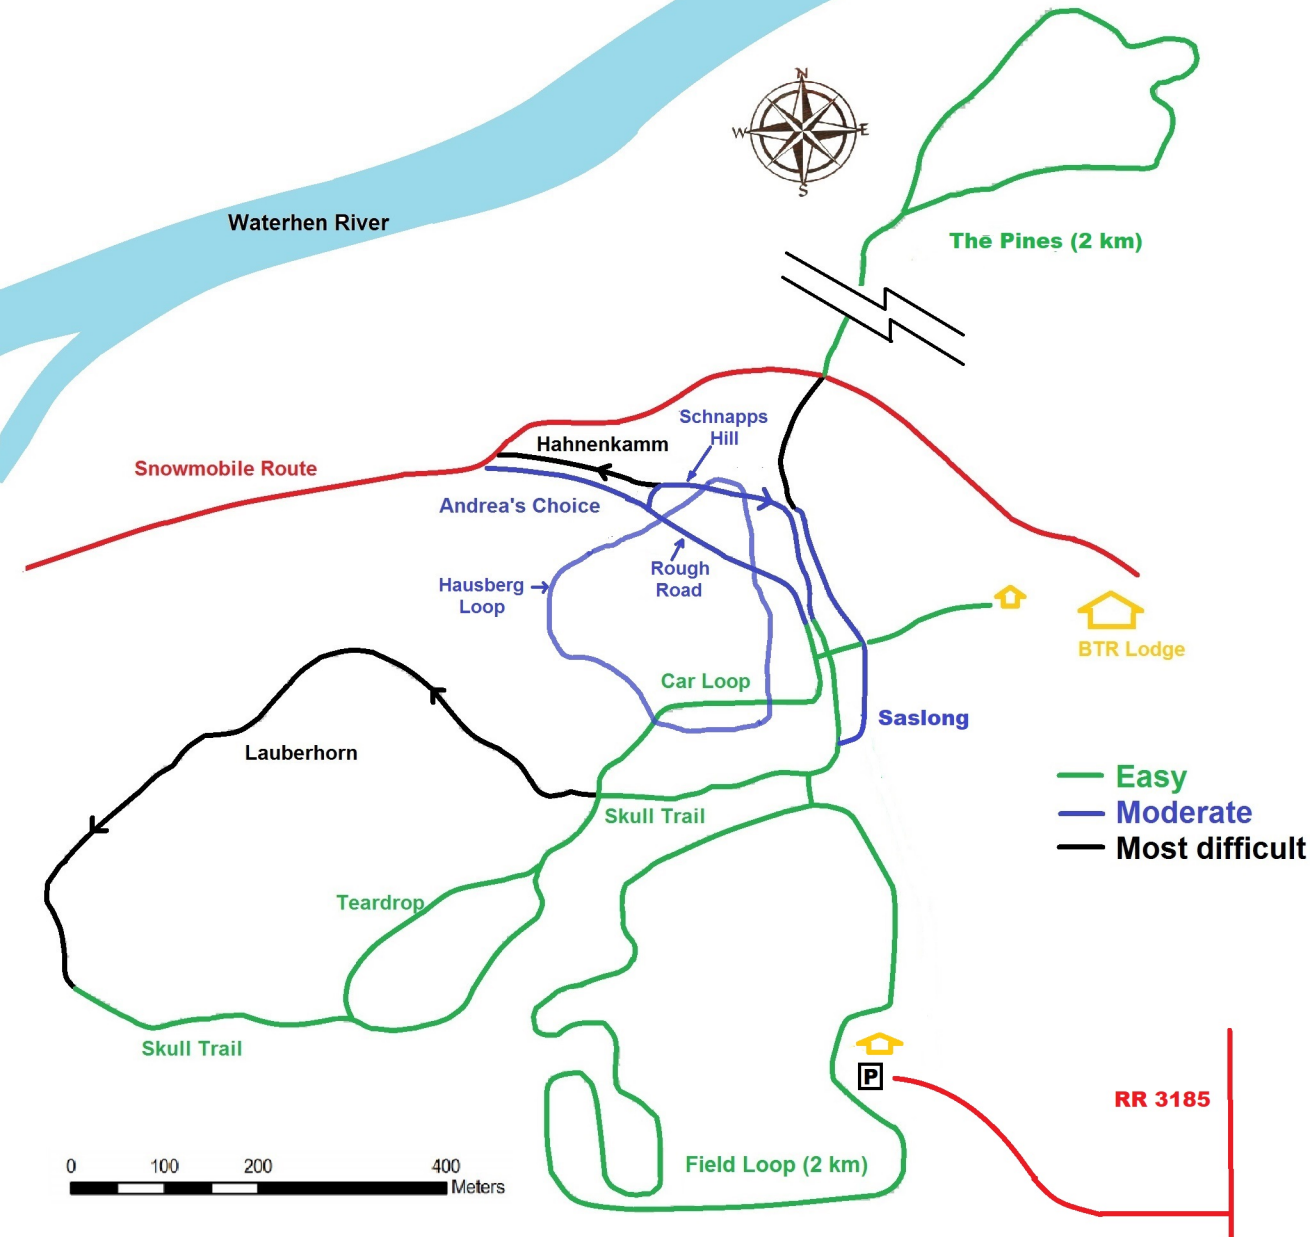 N
W
E
S
Waterhen River
The Pines (2 km)
Schnapps
Hill
Hahnenkamm
Snowmobile Route
Andrea's Choice
Rough
Road
Hausberg
Loop
BTR Lodge
Car Loop
Saslong
Lauberhorn
Easy
Moderate
Most difficult
Skull Trail
Teardrop
Skull Trail
P
RR 3185
Field Loop (2 km)
0 100 200 400
Meters